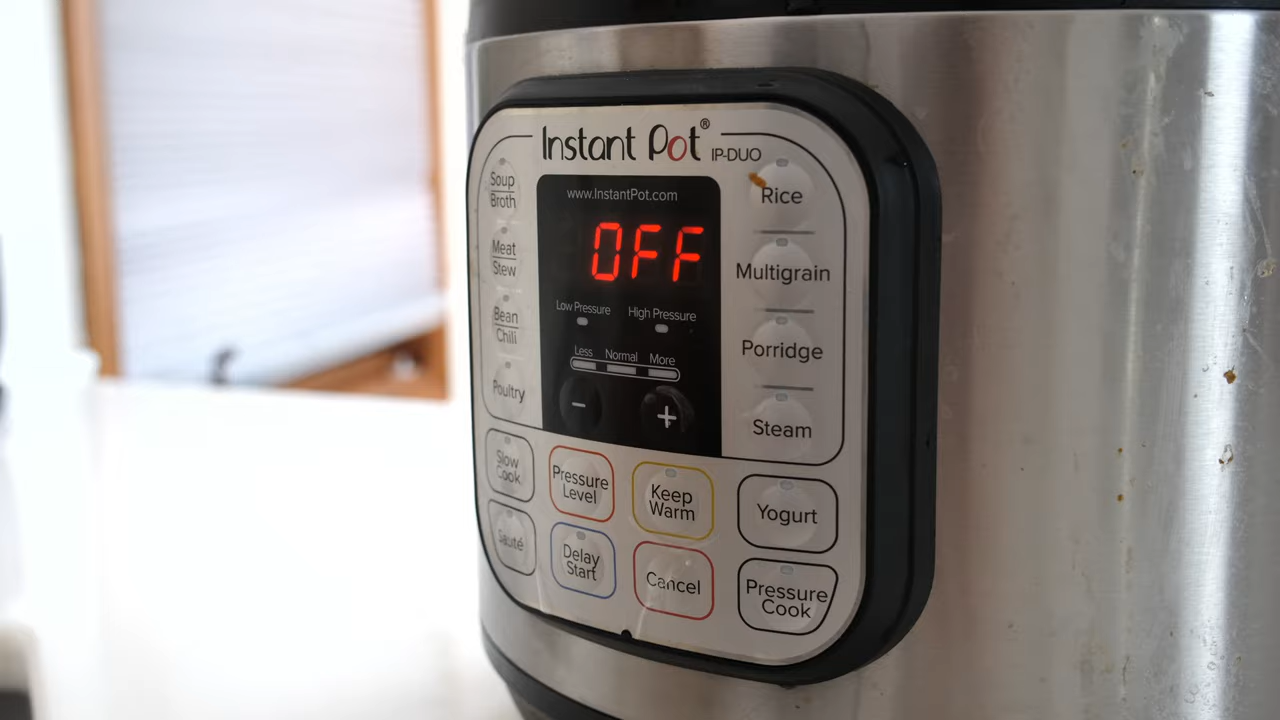 Instant Pot® IP-DUO
www.InstantPot.com
OFF
Low Pressure High Pressure
Less Normal More
- +
Soup
Broth
Meat
Stew
Bean
Chili
Poultry
Rice
Multigrain
Porridge
Steam
Slow
Cook
Pressure
Level
Keep
Warm
Yogurt
Sauté
Delay
Start
Cancel
Pressure
Cook